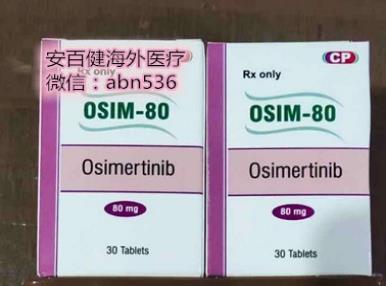 安百健海外医疗
微信：abn536
Rx only
OSIM-80
Osimertinib
80 mg
30 Tablets
CP
Rx only
OSIM-80
Osimertinib
80 mg
30 Tablets